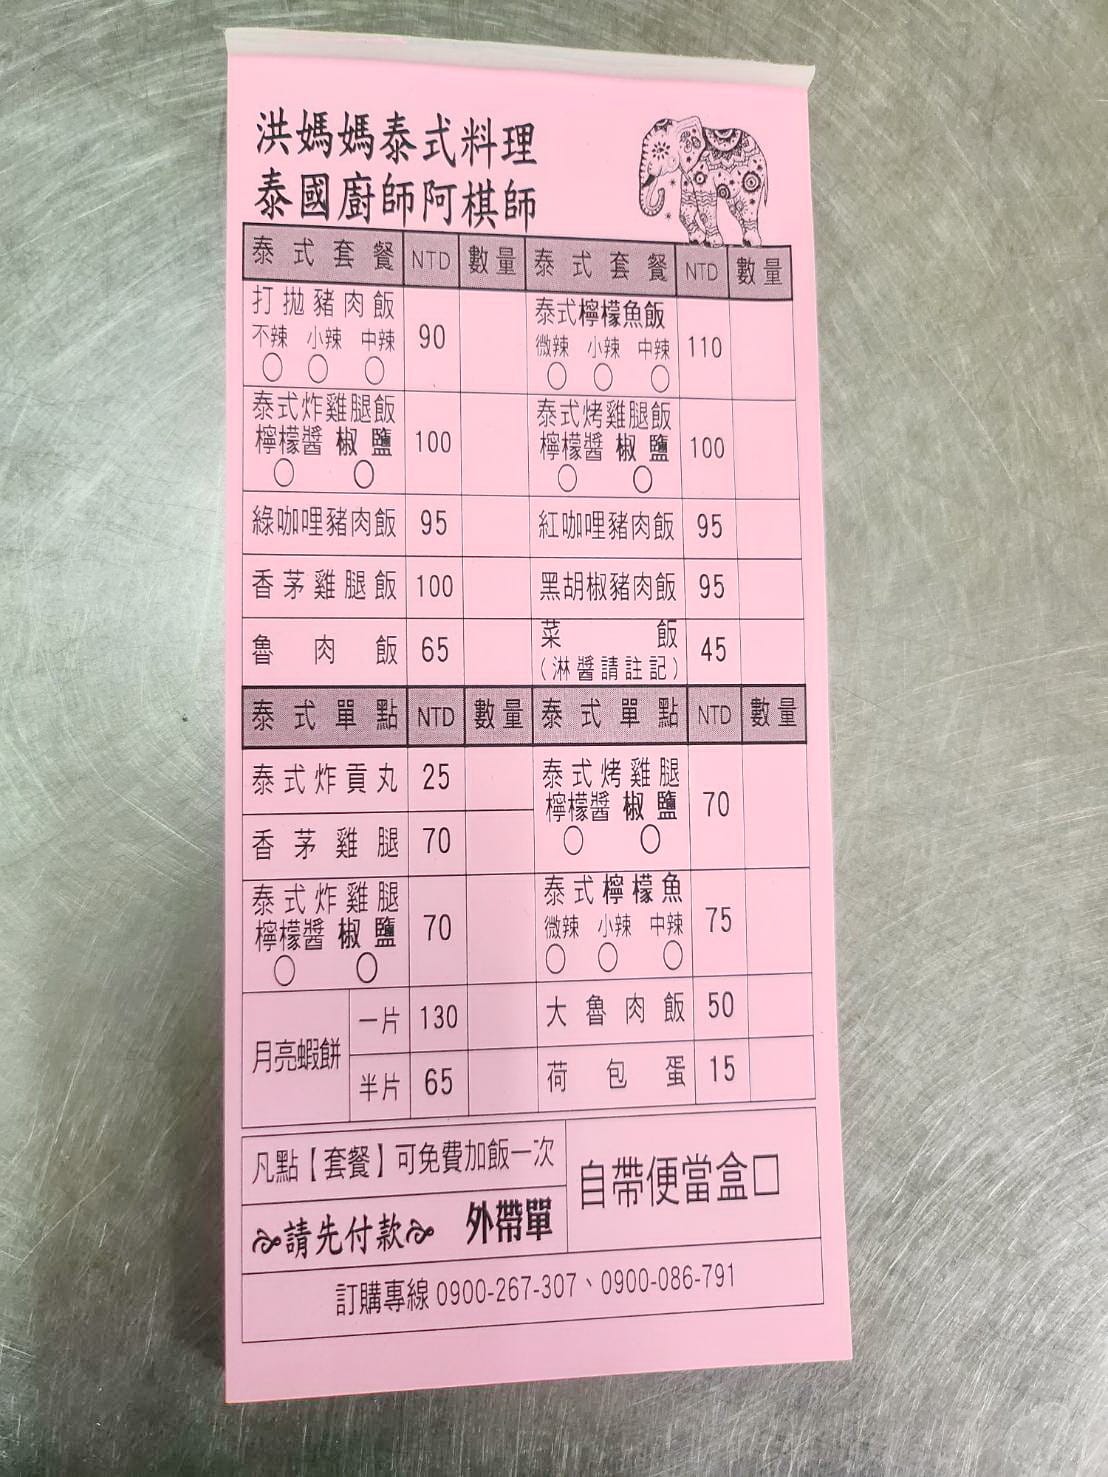 洪媽媽泰式料理
泰國廚師阿棋師
泰式套餐 NTD 數量 泰式套餐 NTD 數量
打拋豬肉飯 90 泰式檸檬魚飯 110
不辣 小辣 中辣 微辣 小辣 中辣
○ ○ ○ ○ ○ ○
泰式炸雞腿飯 100 泰式烤雞腿飯 100
檸檬醬 椒鹽 檸檬醬 椒鹽
○ ○ ○ ○
綠咖哩豬肉飯 95 紅咖哩豬肉飯 95
香茅雞腿飯 100 黑胡椒豬肉飯 95
魯肉飯 65 菜飯 45
(淋醬請註記)
泰式單點 NTD 數量 泰式單點 NTD 數量
泰式炸貢丸 25 泰式烤雞腿 70
檸檬醬 椒鹽
○ ○
香茅雞腿 70
泰式炸雞腿 70 泰式檸檬魚 75
檸檬醬 椒鹽 微辣 小辣 中辣
○ ○ ○ ○ ○
月亮蝦餅 一片 130 大魯肉飯 50
半片 65 荷包蛋 15
凡點【套餐】可免費加飯一次 自帶便當盒□
請先付款 外帶單
訂購專線 0900-267-307、0900-086-791